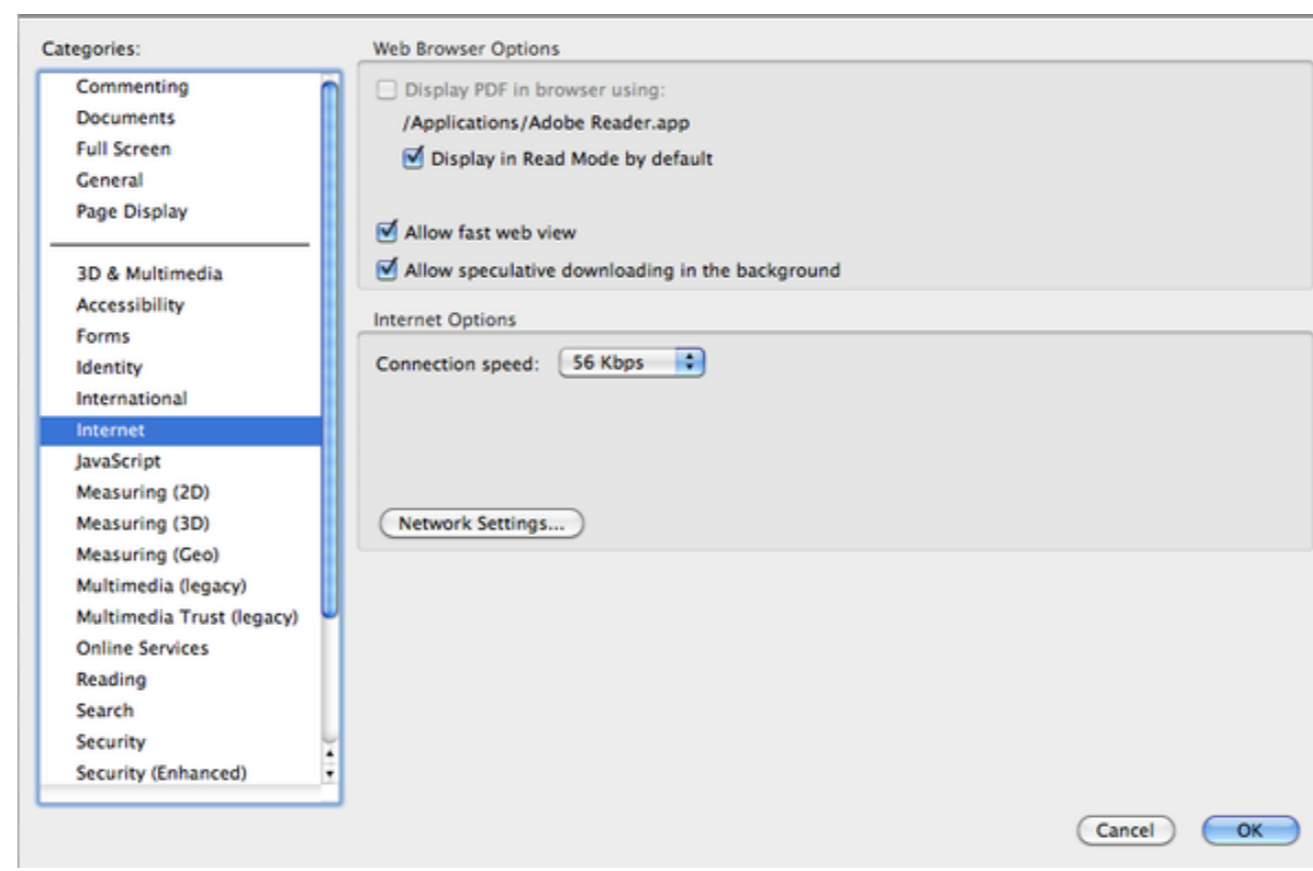 Categories:
Commenting
Documents
Full Screen
General
Page Display
3D & Multimedia
Accessibility
Forms
Identity
International
Internet
JavaScript
Measuring (2D)
Measuring (3D)
Measuring (Geo)
Multimedia (legacy)
Multimedia Trust (legacy)
Online Services
Reading
Search
Security
Security (Enhanced)
Web Browser Options
Display PDF in browser using:
/Applications/Adobe Reader.app
Display in Read Mode by default
Allow fast web view
Allow speculative downloading in the background
Internet Options
Connection speed: 56 Kbps
Network Settings...
Cancel OK